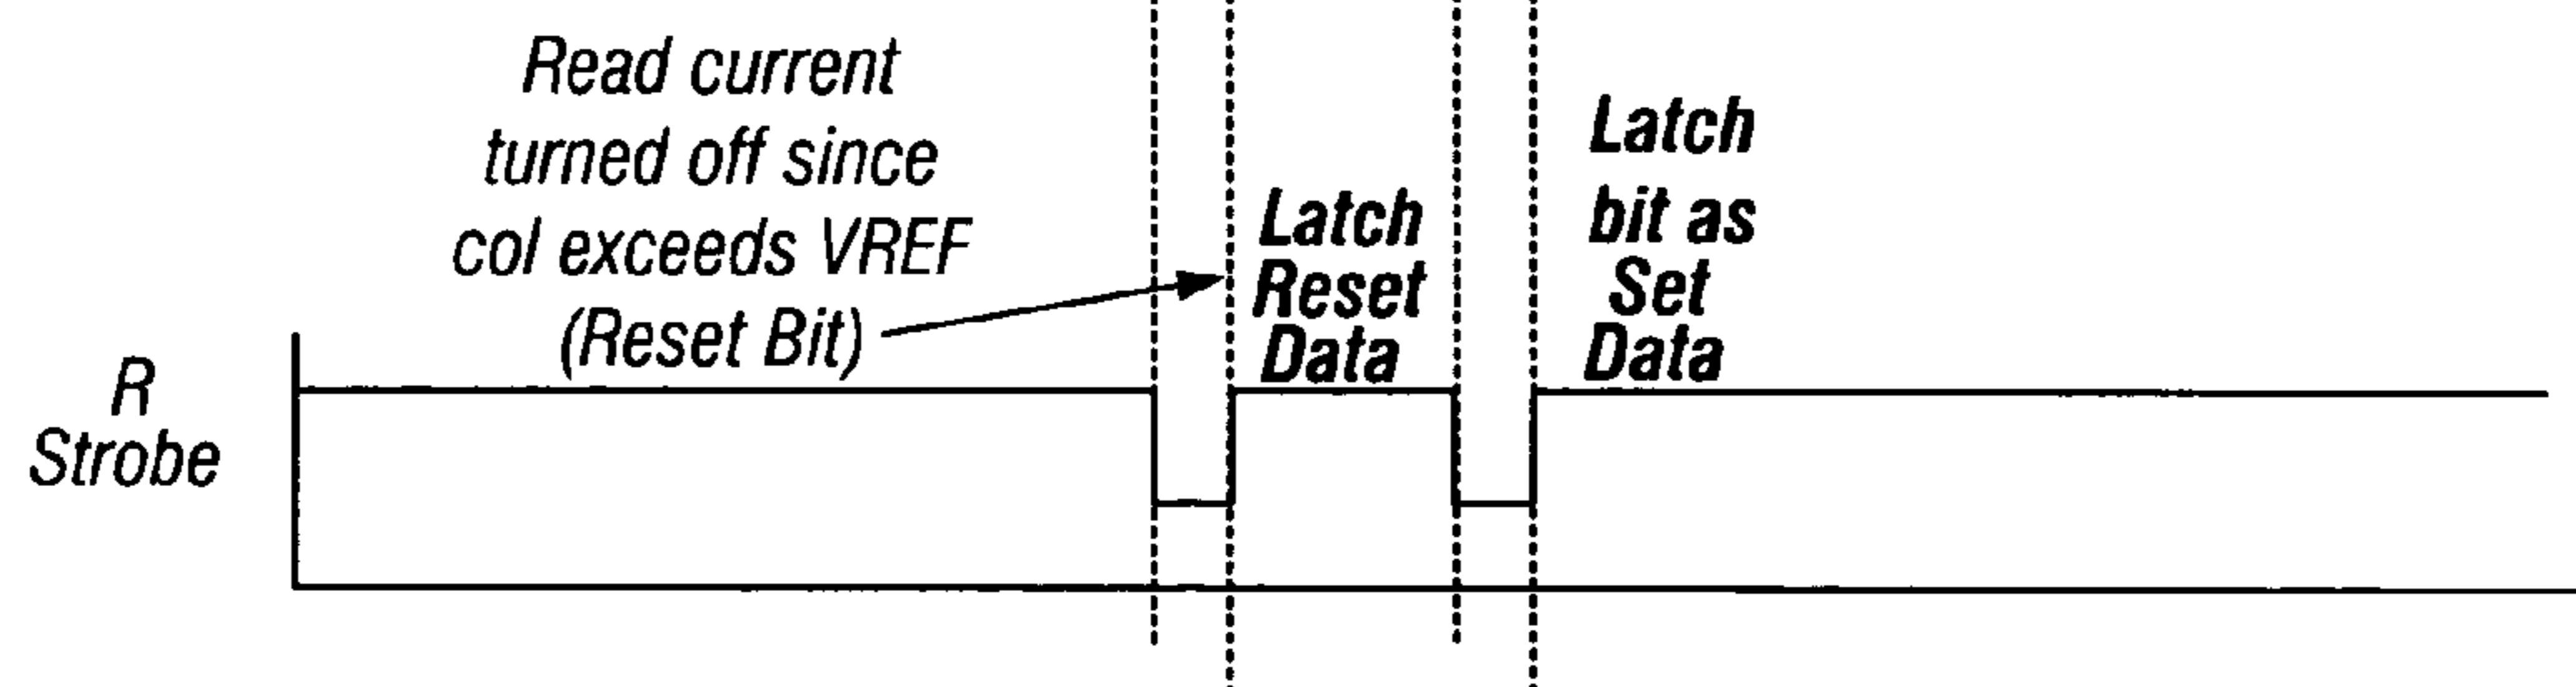 Read current
turned off since
col exceeds VREF
(Reset Bit)
Latch
Reset
Data
Latch
bit as
Set
Data
R
Strobe